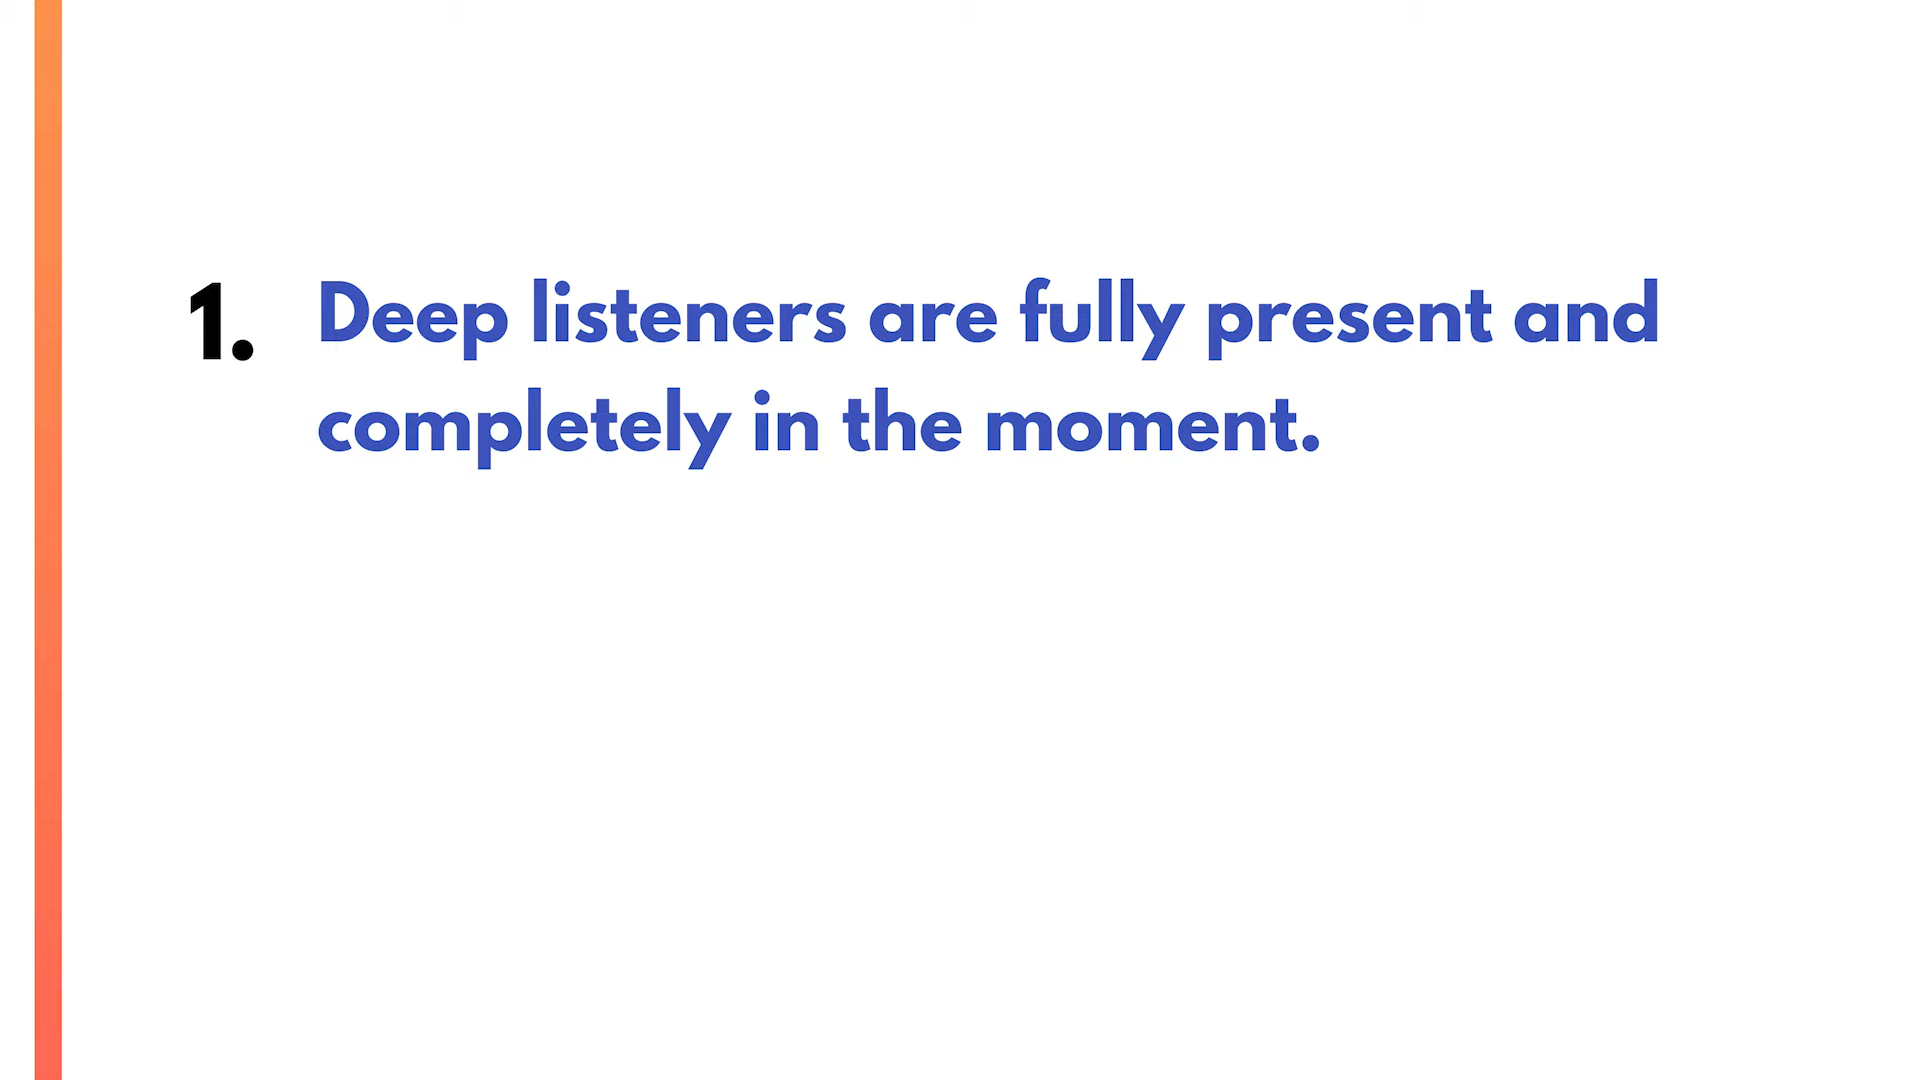 1. Deep listeners are fully present and
completely in the moment.